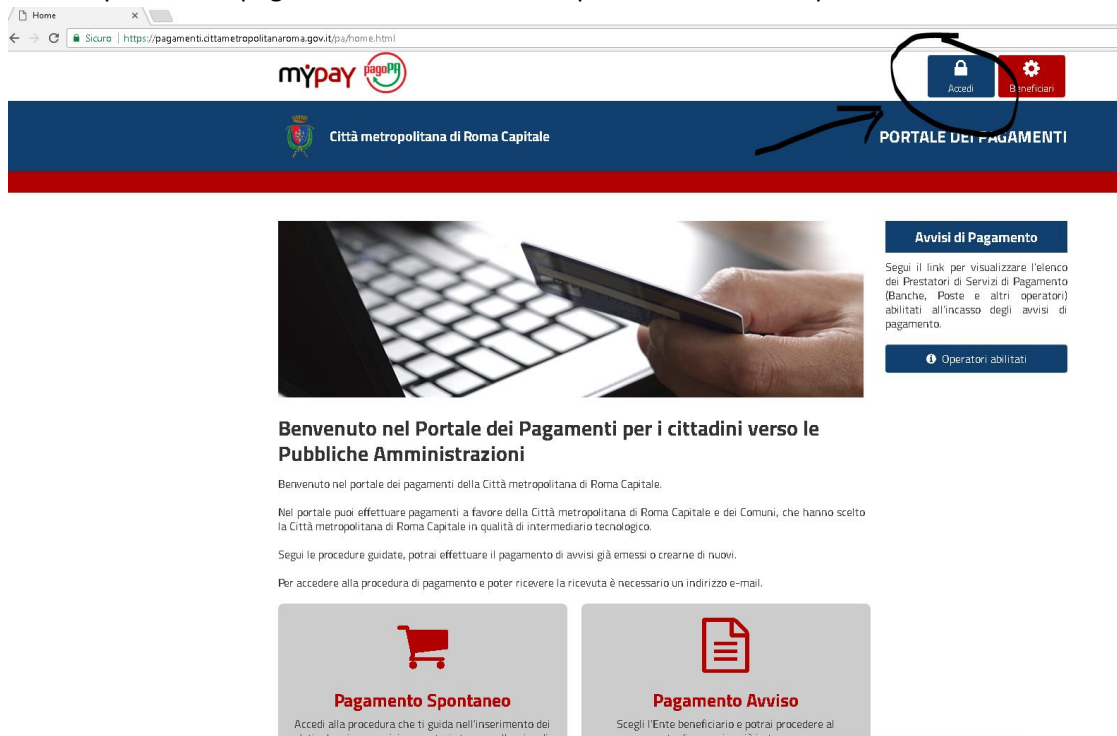 Home
Sicuro | https://pagamenti.cittametropolitanaroma.gov.it/pa/home.html
mypay pagoPA
Accedi
Beneficiari
Città metropolitana di Roma Capitale
PORTALE DEI PAGAMENTI
Avvisi di Pagamento
Segui il link per visualizzare l'elenco
dei Prestatori di Servizi di Pagamento
(Banche, Poste e altri operatori)
abilitati all'incasso degli avvisi di
pagamento.
Operatori abilitati
Benvenuto nel Portale dei Pagamenti per i cittadini verso le
Pubbliche Amministrazioni
Benvenuto nel portale dei pagamenti della Città metropolitana di Roma Capitale.
Nel portale puoi effettuare pagamenti a favore della Città metropolitana di Roma Capitale e dei Comuni, che hanno scelto
la Città metropolitana di Roma Capitale in qualità di intermediario tecnologico.
Segui le procedure guidate, potrai effettuare il pagamento di avvisi già emessi o crearne di nuovi.
Per accedere alla procedura di pagamento e poter ricevere la ricevuta è necessario un indirizzo e-mail.
Pagamento Spontaneo
Accedi alla procedura che ti guida nell'inserimento dei
Pagamento Avviso
Scegli l'Ente beneficiario e potrai procedere al